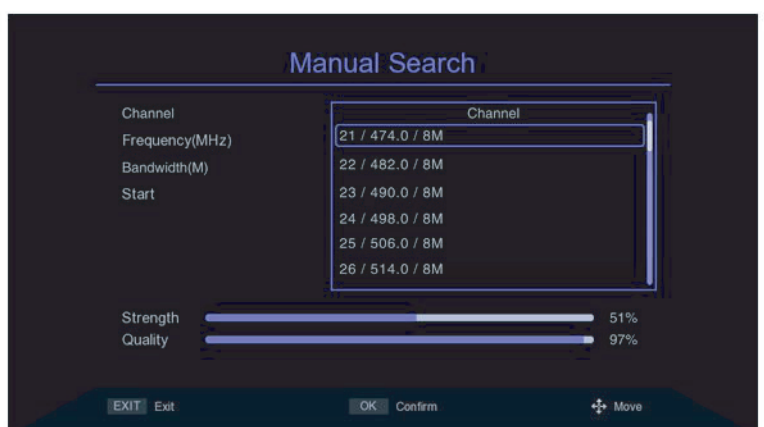 Manual Search
Channel
Frequency(MHz)
Bandwidth(M)
Start
Channel
21 / 474.0 / 8M
22 / 482.0 / 8M
23 / 490.0 / 8M
24 / 498.0 / 8M
25 / 506.0 / 8M
26 / 514.0 / 8M
Strength 51%
Quality 97%
EXIT Exit OK Confirm Move